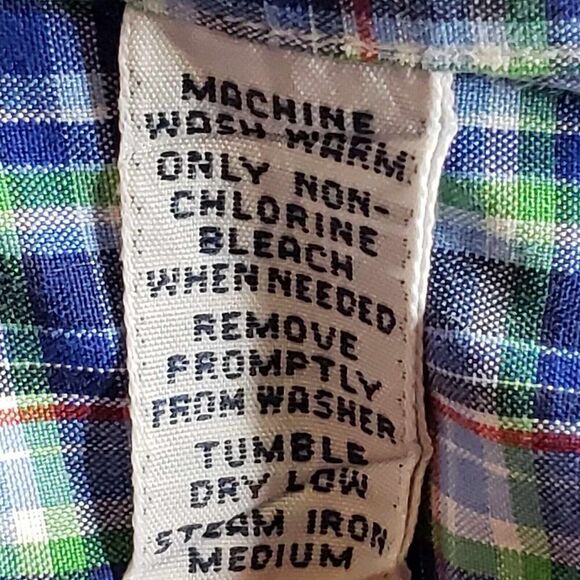 MACHINE
WASH WARM
ONLY NON-
CHLORINE
BLEACH
WHEN NEEDED
REMOVE
PROMPTLY
FROM WASHER
TUMBLE
DRY LOW
STEAM IRON
MEDIUM